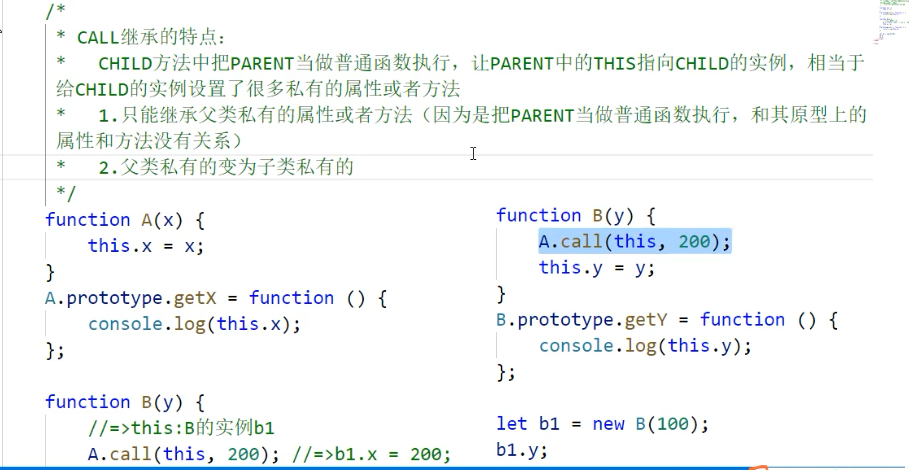 /*
* CALL继承的特点：
* CHILD方法中把PARENT当做普通函数执行，让PARENT中的THIS指向CHILD的实例，相当于
给CHILD的实例设置了很多私有的属性或者方法
* 1.只能继承父类私有的属性或者方法（因为是把PARENT当做普通函数执行，和其原型上的
属性和方法没有关系）
* 2.父类私有的变为子类私有的
*/
function A(x) {
this.x = x;
}
A.prototype.getX = function () {
console.log(this.x);
};
function B(y) {
//=>this:B的实例b1
A.call(this, 200); //=>b1.x = 200;
function B(y) {
A.call(this, 200);
this.y = y;
}
B.prototype.getY = function () {
console.log(this.y);
};
let b1 = new B(100);
b1.y;